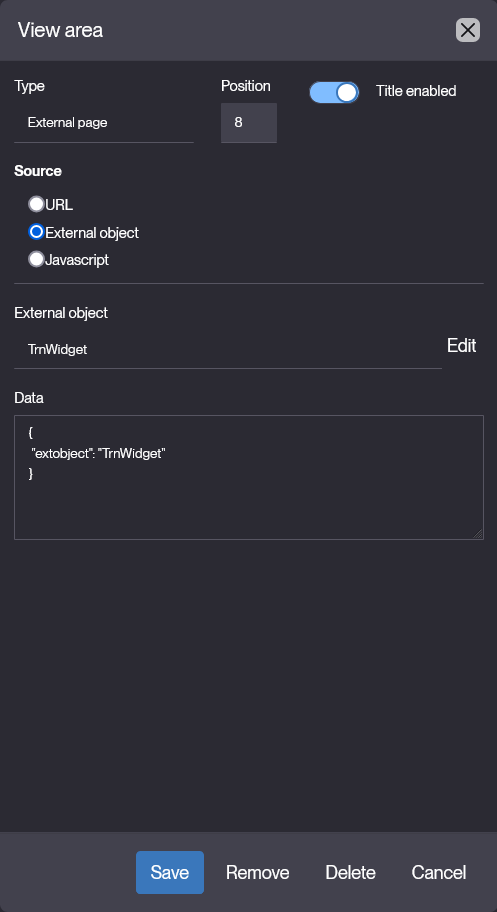 View area
Type
Position
Title enabled
External page
8
Source
URL
External object
Javascript
External object
TrnWidget
Edit
Data
{
"extobject": "TrnWidget"
}
Save
Remove
Delete
Cancel